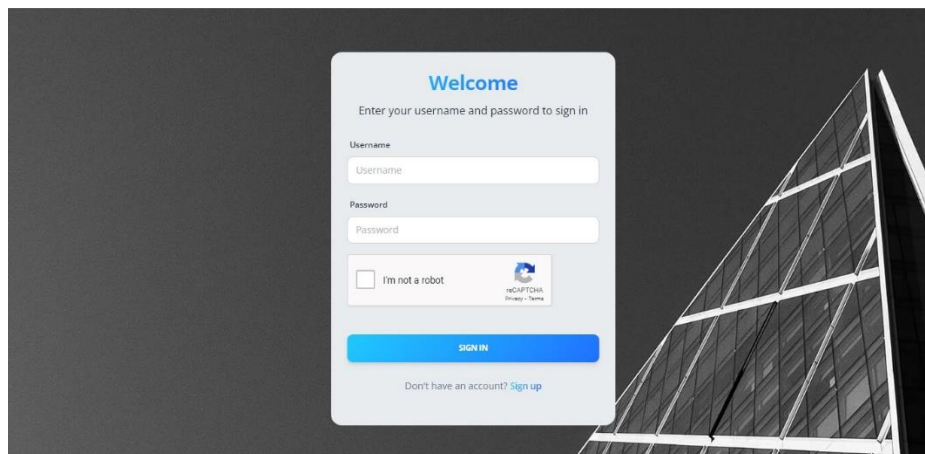 Welcome
Enter your username and password to sign in
Username
Username
Password
Password
I'm not a robot
reCAPTCHA
Privacy - Terms
SIGN IN
Don't have an account? Sign up